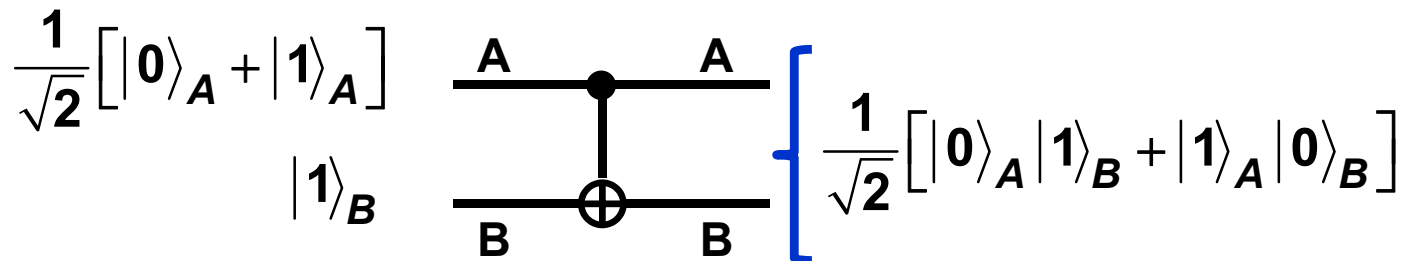 1/√2 [|0⟩_A + |1⟩_A]
|1⟩_B
A A
B B
1/√2 [|0⟩_A |1⟩_B + |1⟩_A |0⟩_B]